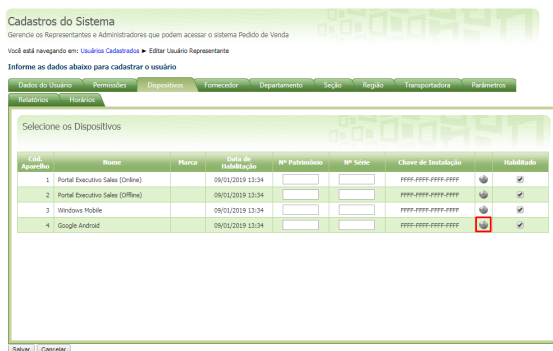 Cadastros do Sistema
Gerencie os Representantes e Administradores que podem acessar o sistema Pedido de Venda
Você está navegando em: Usuários Cadastrados ► Editar Usuário Representante
Informe as dados abaixo para cadastrar o usuário
Dados do Usuário Permissões Dispositivos Fornecedor Departamento Seção Região Transportadora Parâmetros
Relatórios Horários
Selecione os Dispositivos
Cód. Aparelho Nome Marca Data de Habilitação Nº Patrimônio Nº Série Chave de Instalação Habilitado
1 Portal Executivo Sales (Online) 09/01/2019 13:34 FFFF-FFFF-FFFF-FFFF
2 Portal Executivo Sales (Offline) 09/01/2019 13:34 FFFF-FFFF-FFFF-FFFF
3 Windows Mobile 09/01/2019 13:34 FFFF-FFFF-FFFF-FFFF
4 Google Android 09/01/2019 13:34 FFFF-FFFF-FFFF-FFFF
Salvar Cancelar